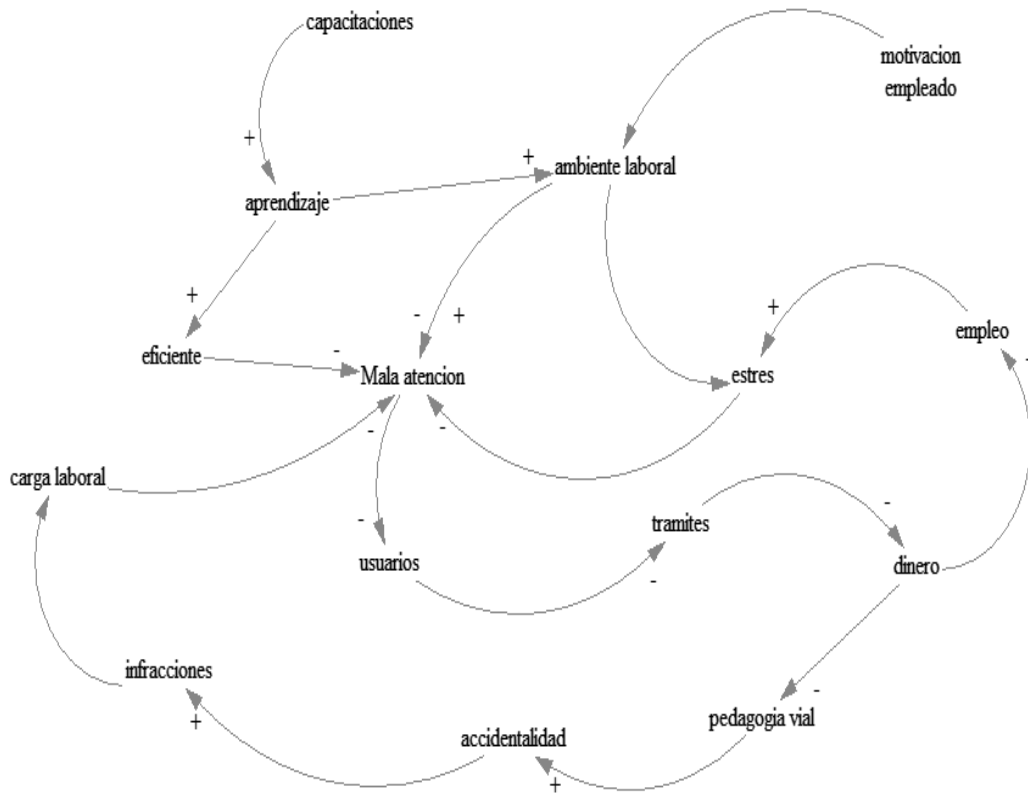 capacitaciones
motivacion
empleado
+
+
ambiente laboral
aprendizaje
+
+
- +
empleo
eficiente
-
Mala atencion
estres
-
-
carga laboral
-
-
usuarios
tramites
-
dinero
-
infracciones
-
pedagogia vial
+
accidentalidad
+